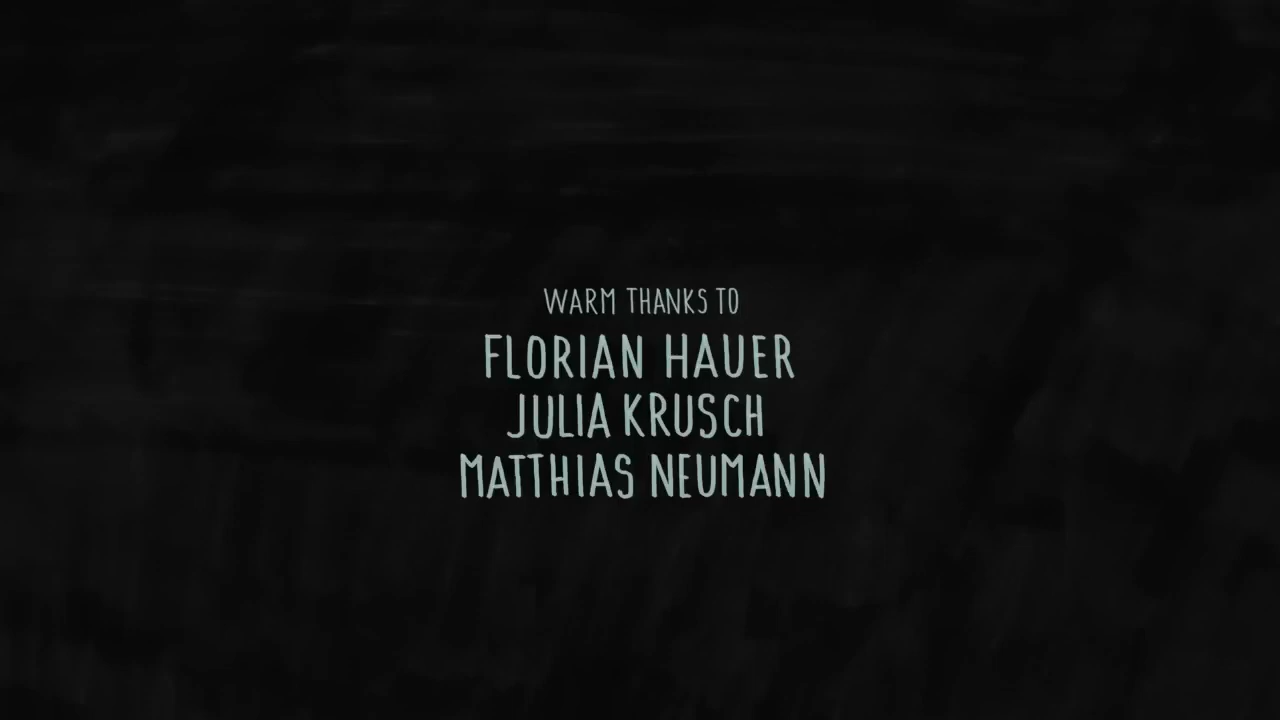 WARM THANKS TO
FLORIAN HAUER
JULIA KRUSCH
MATTHIAS NEUMANN